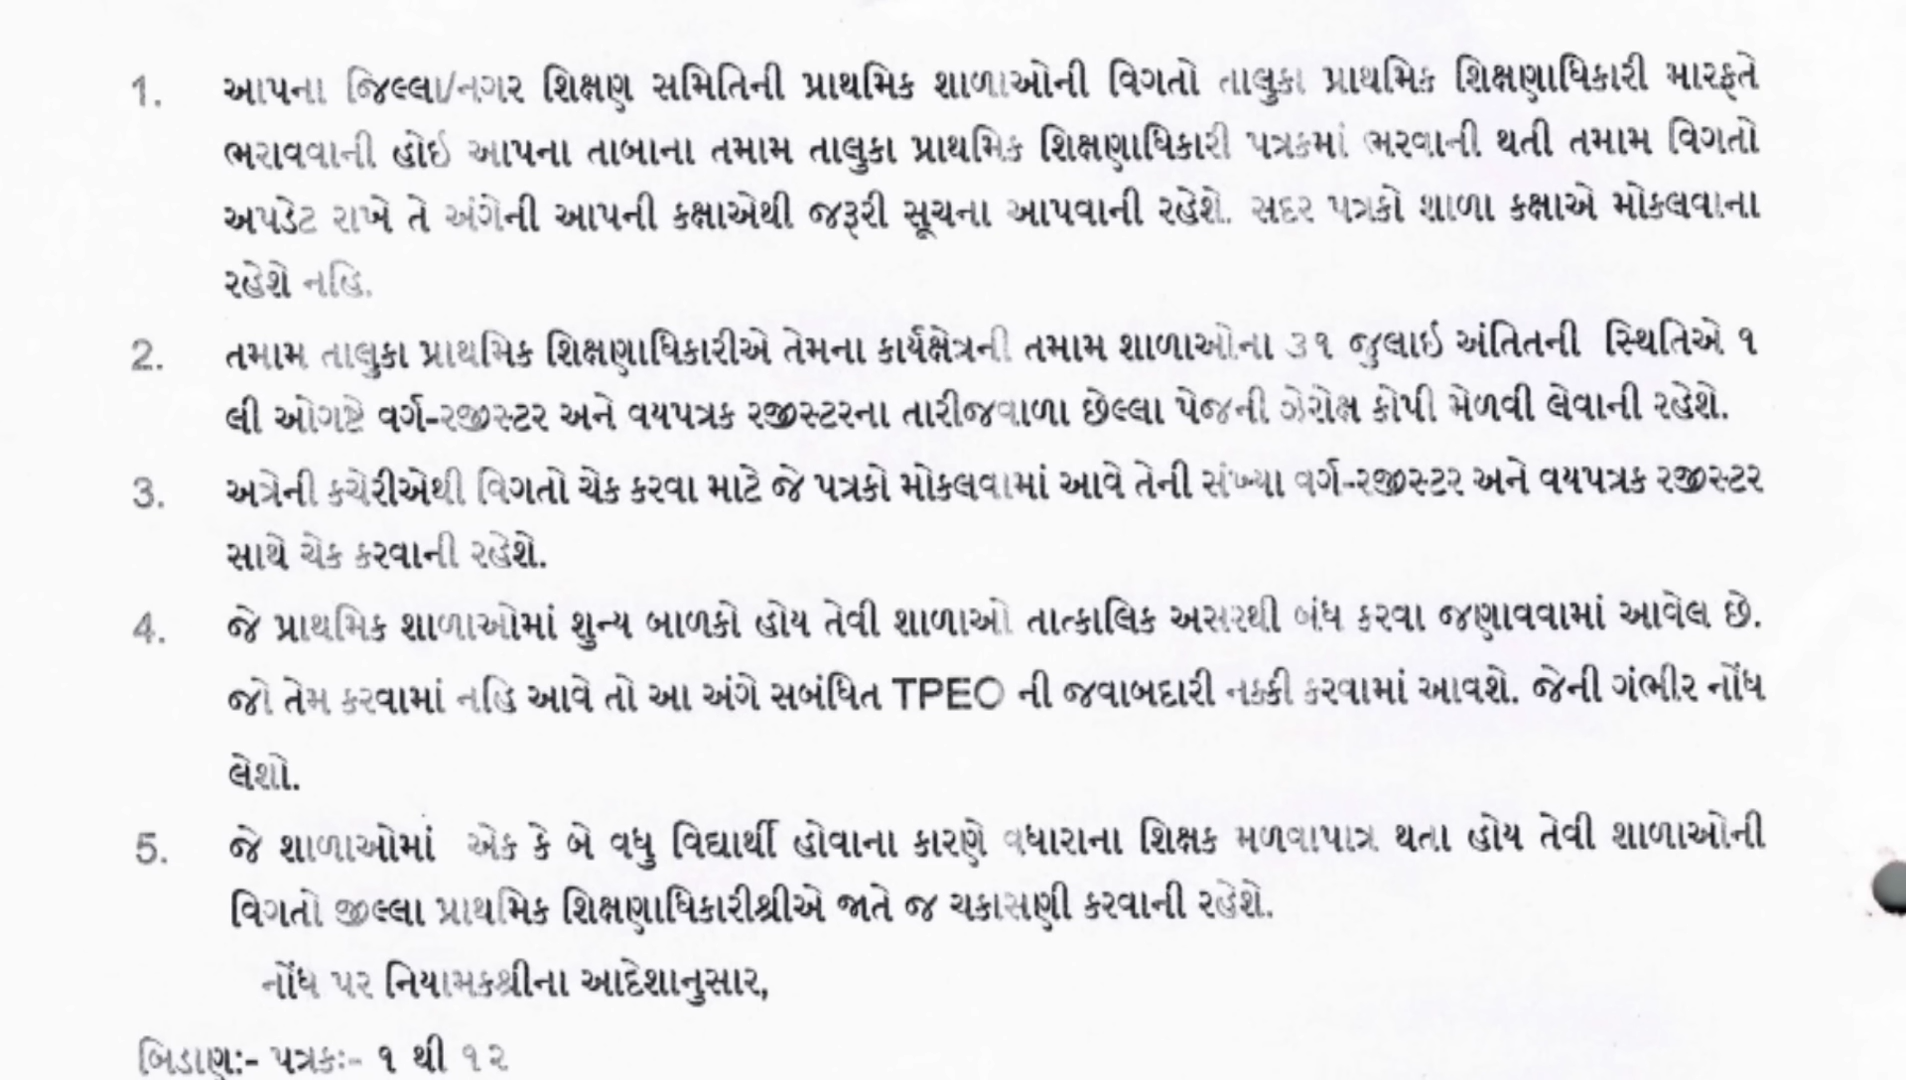 1. આપના જિલ્લા/નગર શિક્ષણ સમિતિની પ્રાથમિક શાળાઓની વિગતો તાલુકા પ્રાથમિક શિક્ષણાધિકારી મારફતે
ભરાવવાની હોઇ આપના તાબાના તમામ તાલુકા પ્રાથમિક શિક્ષણાધિકારી પત્રકમાં ભરવાની થતી તમામ વિગતો
અપડેટ રાખે તે અંગેની આપની કક્ષાએથી જરૂરી સૂચના આપવાની રહેશે. સદર પત્રકો શાળા કક્ષાએ મોકલવાના
રહેશે નહિ.
2. તમામ તાલુકા પ્રાથમિક શિક્ષણાધિકારીએ તેમના કાર્યક્ષેત્રની તમામ શાળાઓના ૩૧ જુલાઇ અંતિતની સ્થિતિએ ૧
લી ઓગષ્ટે વર્ગ-રજીસ્ટર અને વયપત્રક રજીસ્ટરના તારીજવાળા છેલ્લા પેજની ઝેરોક્ષ કોપી મેળવી લેવાની રહેશે.
3. અત્રેની કચેરીએથી વિગતો ચેક કરવા માટે જે પત્રકો મોકલવામાં આવે તેની સંખ્યા વર્ગ-રજીસ્ટર અને વયપત્રક રજીસ્ટર
સાથે ચેક કરવાની રહેશે.
4. જે પ્રાથમિક શાળાઓમાં શુન્ય બાળકો હોય તેવી શાળાઓ તાત્કાલિક અસરથી બંધ કરવા જણાવવામાં આવેલ છે.
જો તેમ કરવામાં નહિ આવે તો આ અંગે સબંધિત TPEO ની જવાબદારી નક્કી કરવામાં આવશે. જેની ગંભીર નોંધ
લેશો.
5. જે શાળાઓમાં એક કે બે વધુ વિદ્યાર્થી હોવાના કારણે વધારાના શિક્ષક મળવાપાત્ર થતા હોય તેવી શાળાઓની
વિગતો જીલ્લા પ્રાથમિક શિક્ષણાધિકારીશ્રીએ જાતે જ ચકાસણી કરવાની રહેશે.
નોંધ પર નિયામકશ્રીના આદેશાનુસાર,
બિડાણ:- પત્રક:- ૧ થી ૧૨